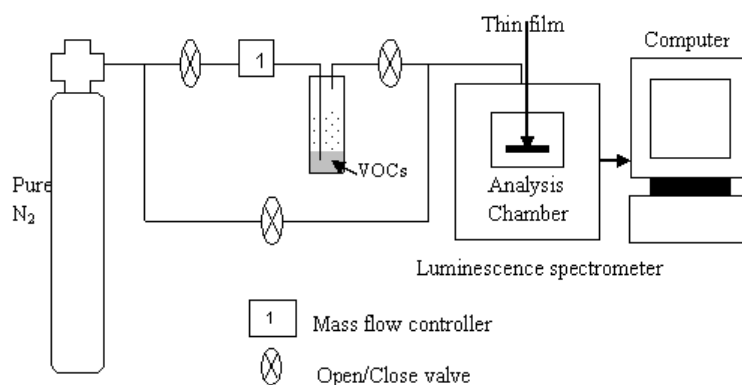 Thin film
Computer
1
VOCs
Pure
N₂
Analysis
Chamber
Luminescence spectrometer
1
Mass flow controller
Open/Close valve